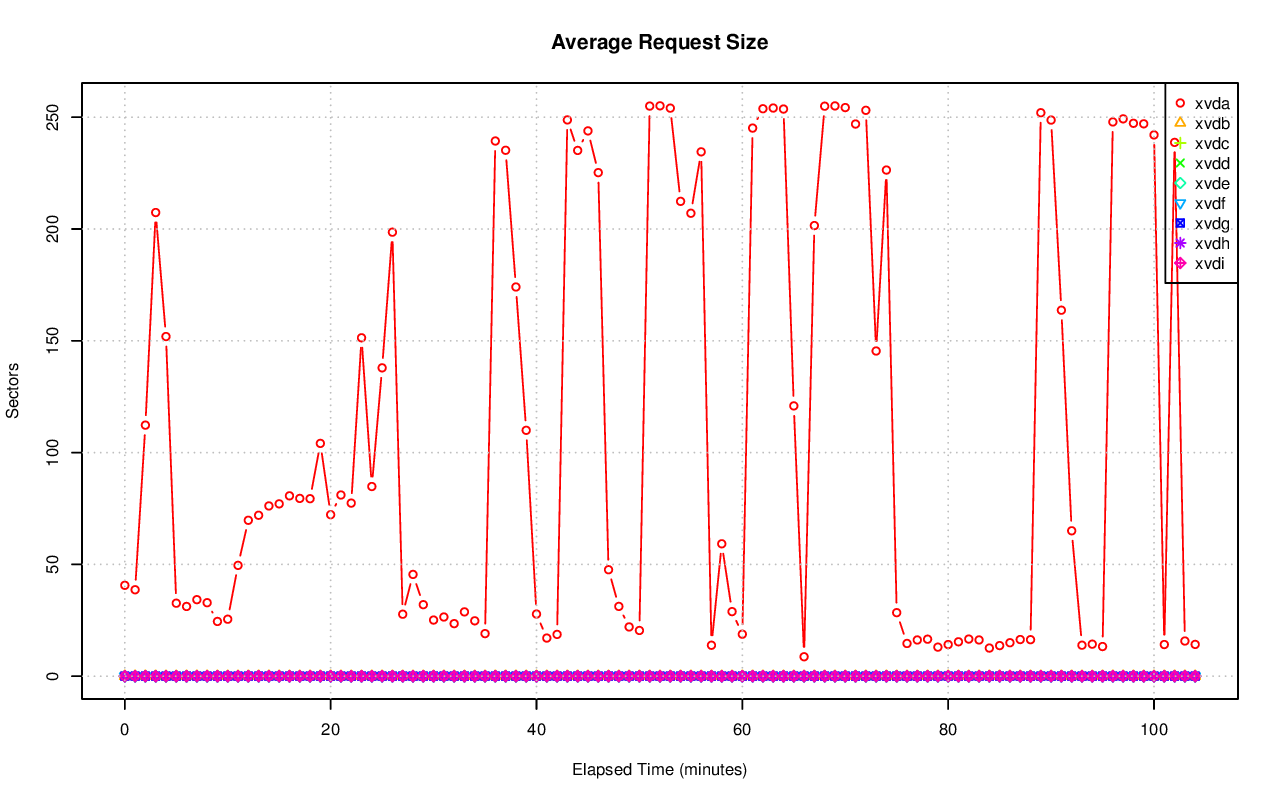 Average Request Size
Sectors
250
200
150
100
50
0
xvda
xvdb
xvdc
xvdd
xvde
xvdf
xvdg
xvdh
xvdi
0 20 40 60 80 100
Elapsed Time (minutes)